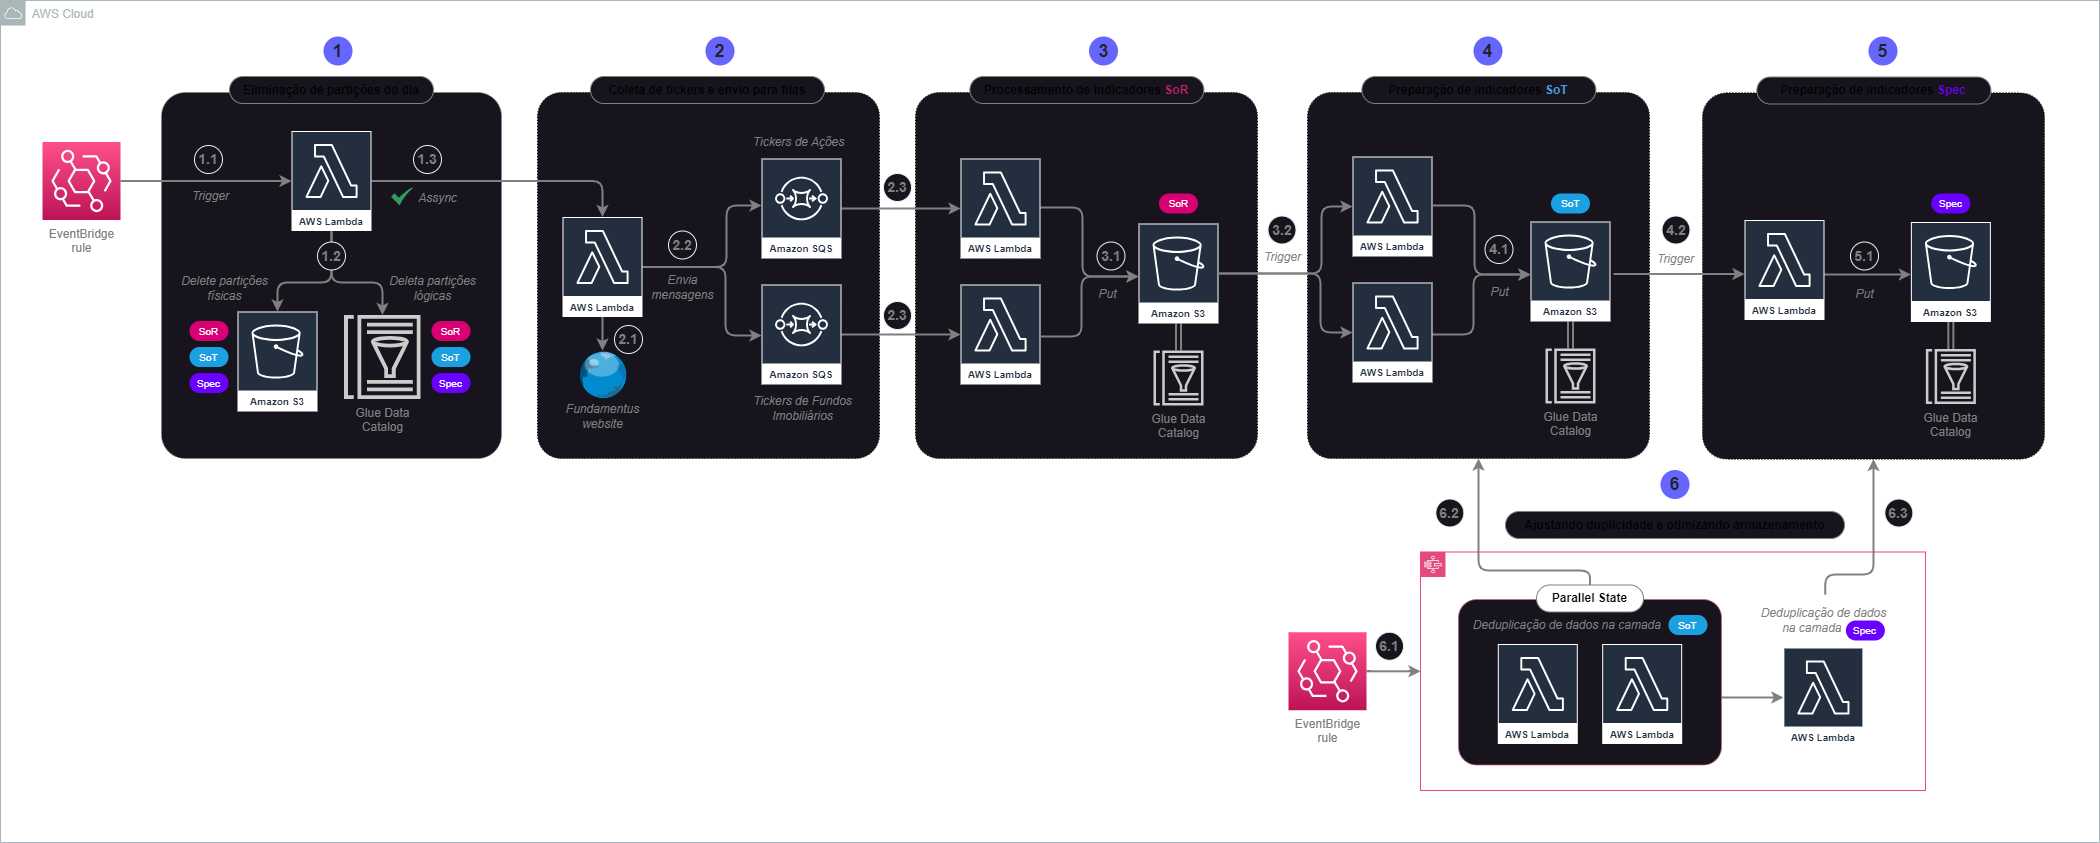 AWS Cloud
1
Eliminação de partições do dia
1.1
Trigger
EventBridge
rule
AWS Lambda
1.3
Assync
1.2
Delete partições
físicas
Deleta partições
lógicas
SoR
SoT
Spec
Amazon S3
SoR
SoT
Spec
Glue Data
Catalog
2
Coleta de tickers e envio para filas
AWS Lambda
2.1
Fundamentus
website
2.2
Envia
mensagens
Tickers de Ações
Amazon SQS
Amazon SQS
Tickers de Fundos
Imobiliários
2.3
2.3
3
Processamento de indicadores SoR
AWS Lambda
AWS Lambda
3.1
Put
SoR
Amazon S3
Glue Data
Catalog
3.2
Trigger
4
Preparação de indicadores SoT
AWS Lambda
AWS Lambda
4.1
Put
SoT
Amazon S3
Glue Data
Catalog
4.2
Trigger
5
Preparação de indicadores Spec
AWS Lambda
5.1
Put
Spec
Amazon S3
Glue Data
Catalog
6
Ajustando duplicidade e otimizando armazenamento
6.2
6.3
6.1
EventBridge
rule
Parallel State
Deduplicação de dados na camada SoT
AWS Lambda
AWS Lambda
Deduplicação de dados
na camada Spec
AWS Lambda